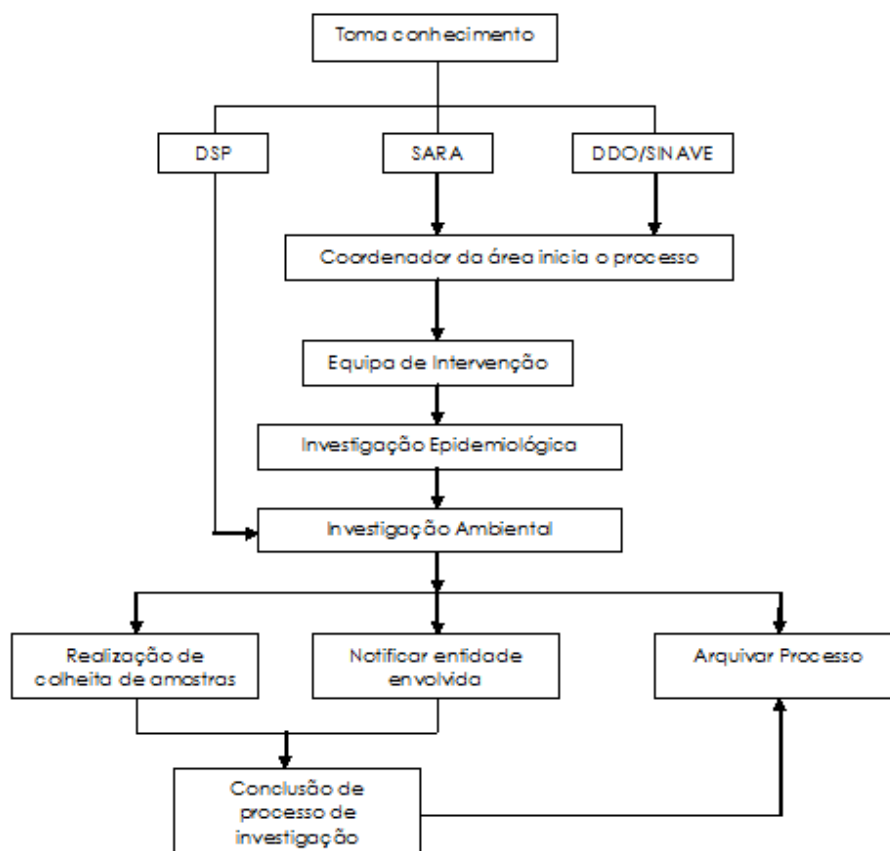 Toma conhecimento
DSP
SARA
DDO/SINAVE
Coordenador da área inicia o processo
Equipa de Intervenção
Investigação Epidemiológica
Investigação Ambiental
Realização de
colheita de amostras
Notificar entidade
envolvida
Arquivar Processo
Conclusão de
processo de
investigação